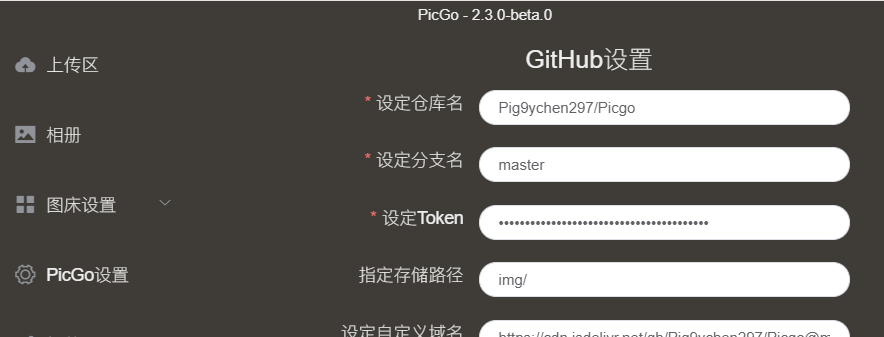 PicGo - 2.3.0-beta.0
上传区
相册
图床设置
PicGo设置
GitHub设置
* 设定仓库名
Pig9ychen297/Picgo
* 设定分支名
master
* 设定Token
••••••••••••••••••••••••••••••••••••••••
指定存储路径
img/
设定自定义域名
https://cdn.jsdelivr.net/gh/Pig9ychen297/Picgo@m